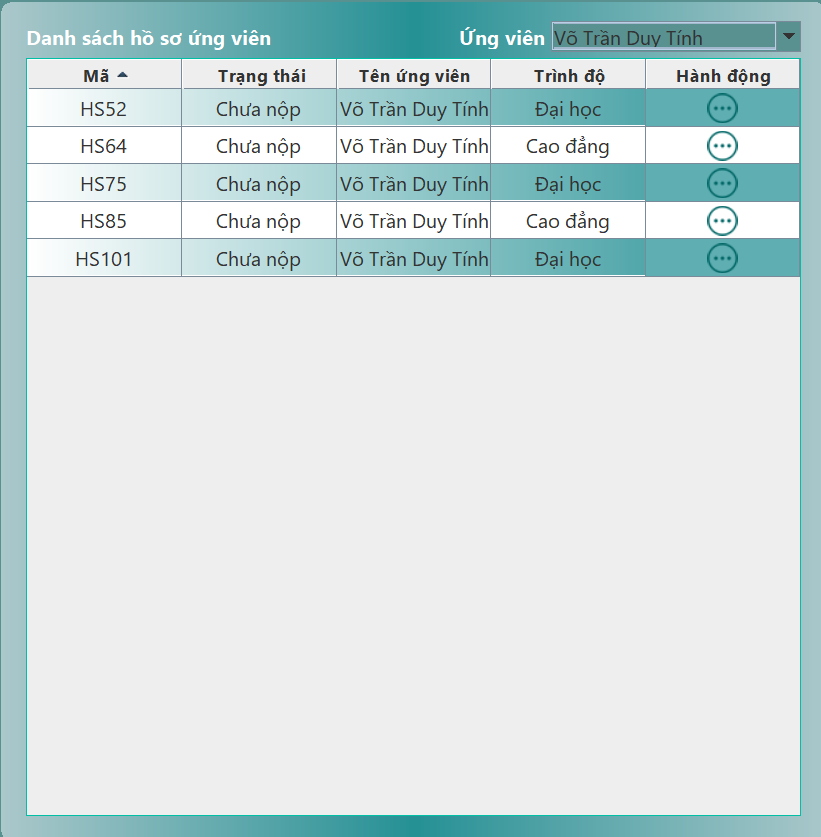 Danh sách hồ sơ ứng viên Ứng viên Võ Trần Duy Tính
Mã Trạng thái Tên ứng viên Trình độ Hành động
HS52 Chưa nộp Võ Trần Duy Tính Đại học
HS64 Chưa nộp Võ Trần Duy Tính Cao đẳng
HS75 Chưa nộp Võ Trần Duy Tính Đại học
HS85 Chưa nộp Võ Trần Duy Tính Cao đẳng
HS101 Chưa nộp Võ Trần Duy Tính Đại học